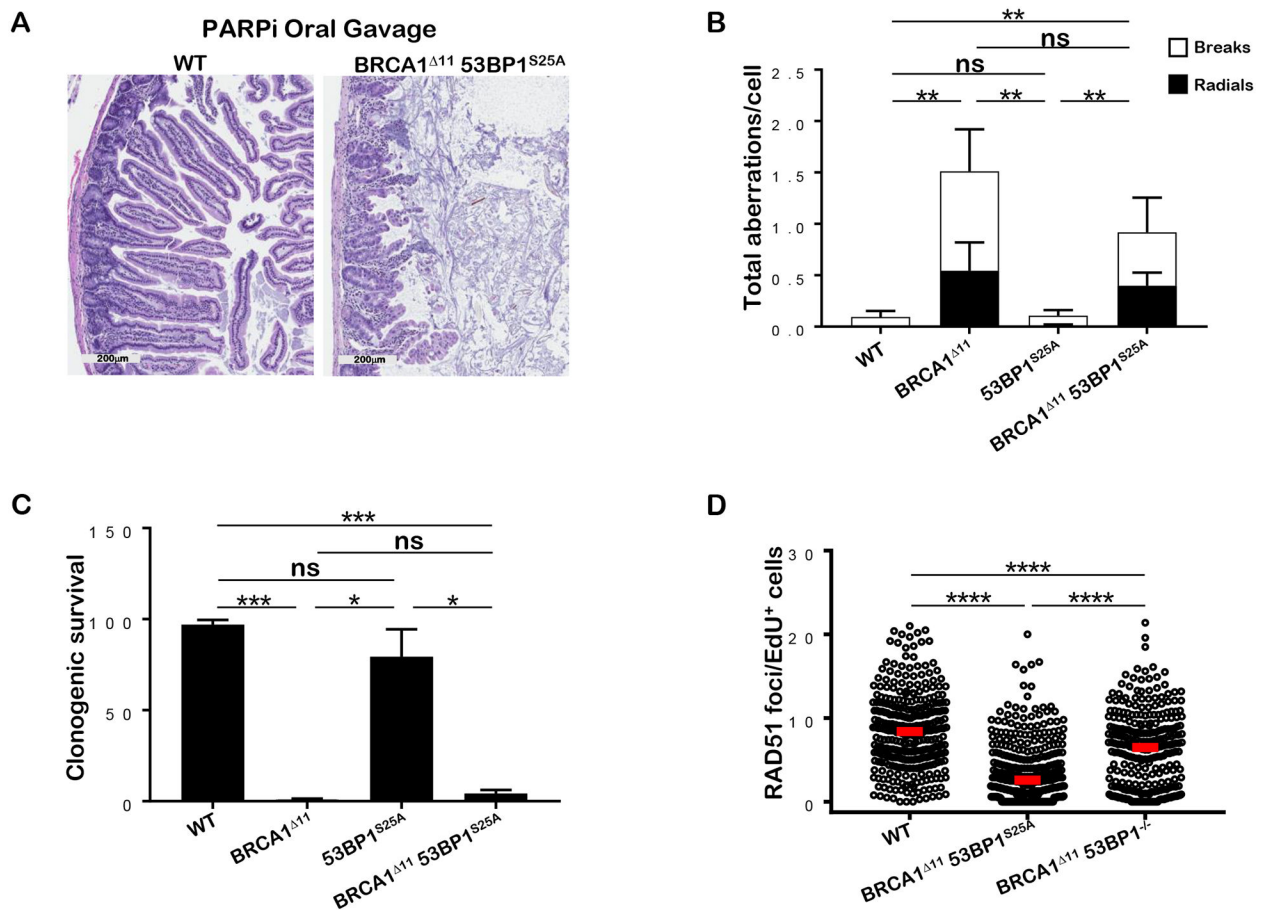 A
PARPi Oral Gavage
WT
BRCA1Δ11 53BP1S25A
200µm
200µm
B
**
ns
ns
** ** **
Breaks
Radials
Total aberrations/cell
2.5
2.0
1.5
1.0
0.5
0.0
WT
BRCA1Δ11
53BP1S25A
BRCA1Δ11 53BP1S25A
C
Clonogenic survival
150
100
50
0
***
ns
ns
*** * *
WT
BRCA1Δ11
53BP1S25A
BRCA1Δ11 53BP1S25A
D
RAD51 foci/EdU+ cells
30
20
10
0
****
**** ****
WT
BRCA1Δ11 53BP1S25A
BRCA1Δ11 53BP1-/-